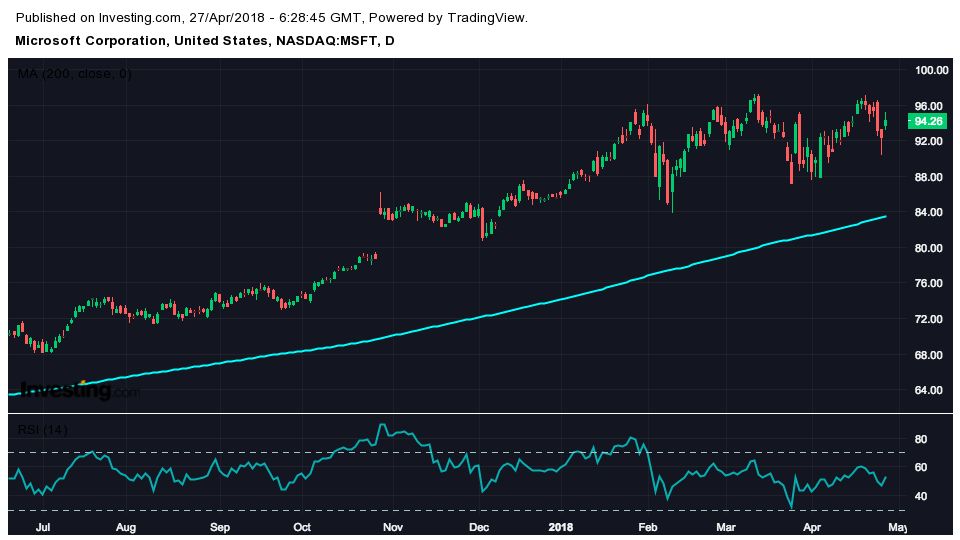 Published on Investing.com, 27/Apr/2018 - 6:28:45 GMT, Powered by TradingView.
Microsoft Corporation, United States, NASDAQ:MSFT, D
MA (200, close, 0)
100.00
96.00
94.26
92.00
88.00
84.00
80.00
76.00
72.00
68.00
64.00
Investing.com
RSI (14)
80
60
40
Jul Aug Sep Oct Nov Dec 2018 Feb Mar Apr May